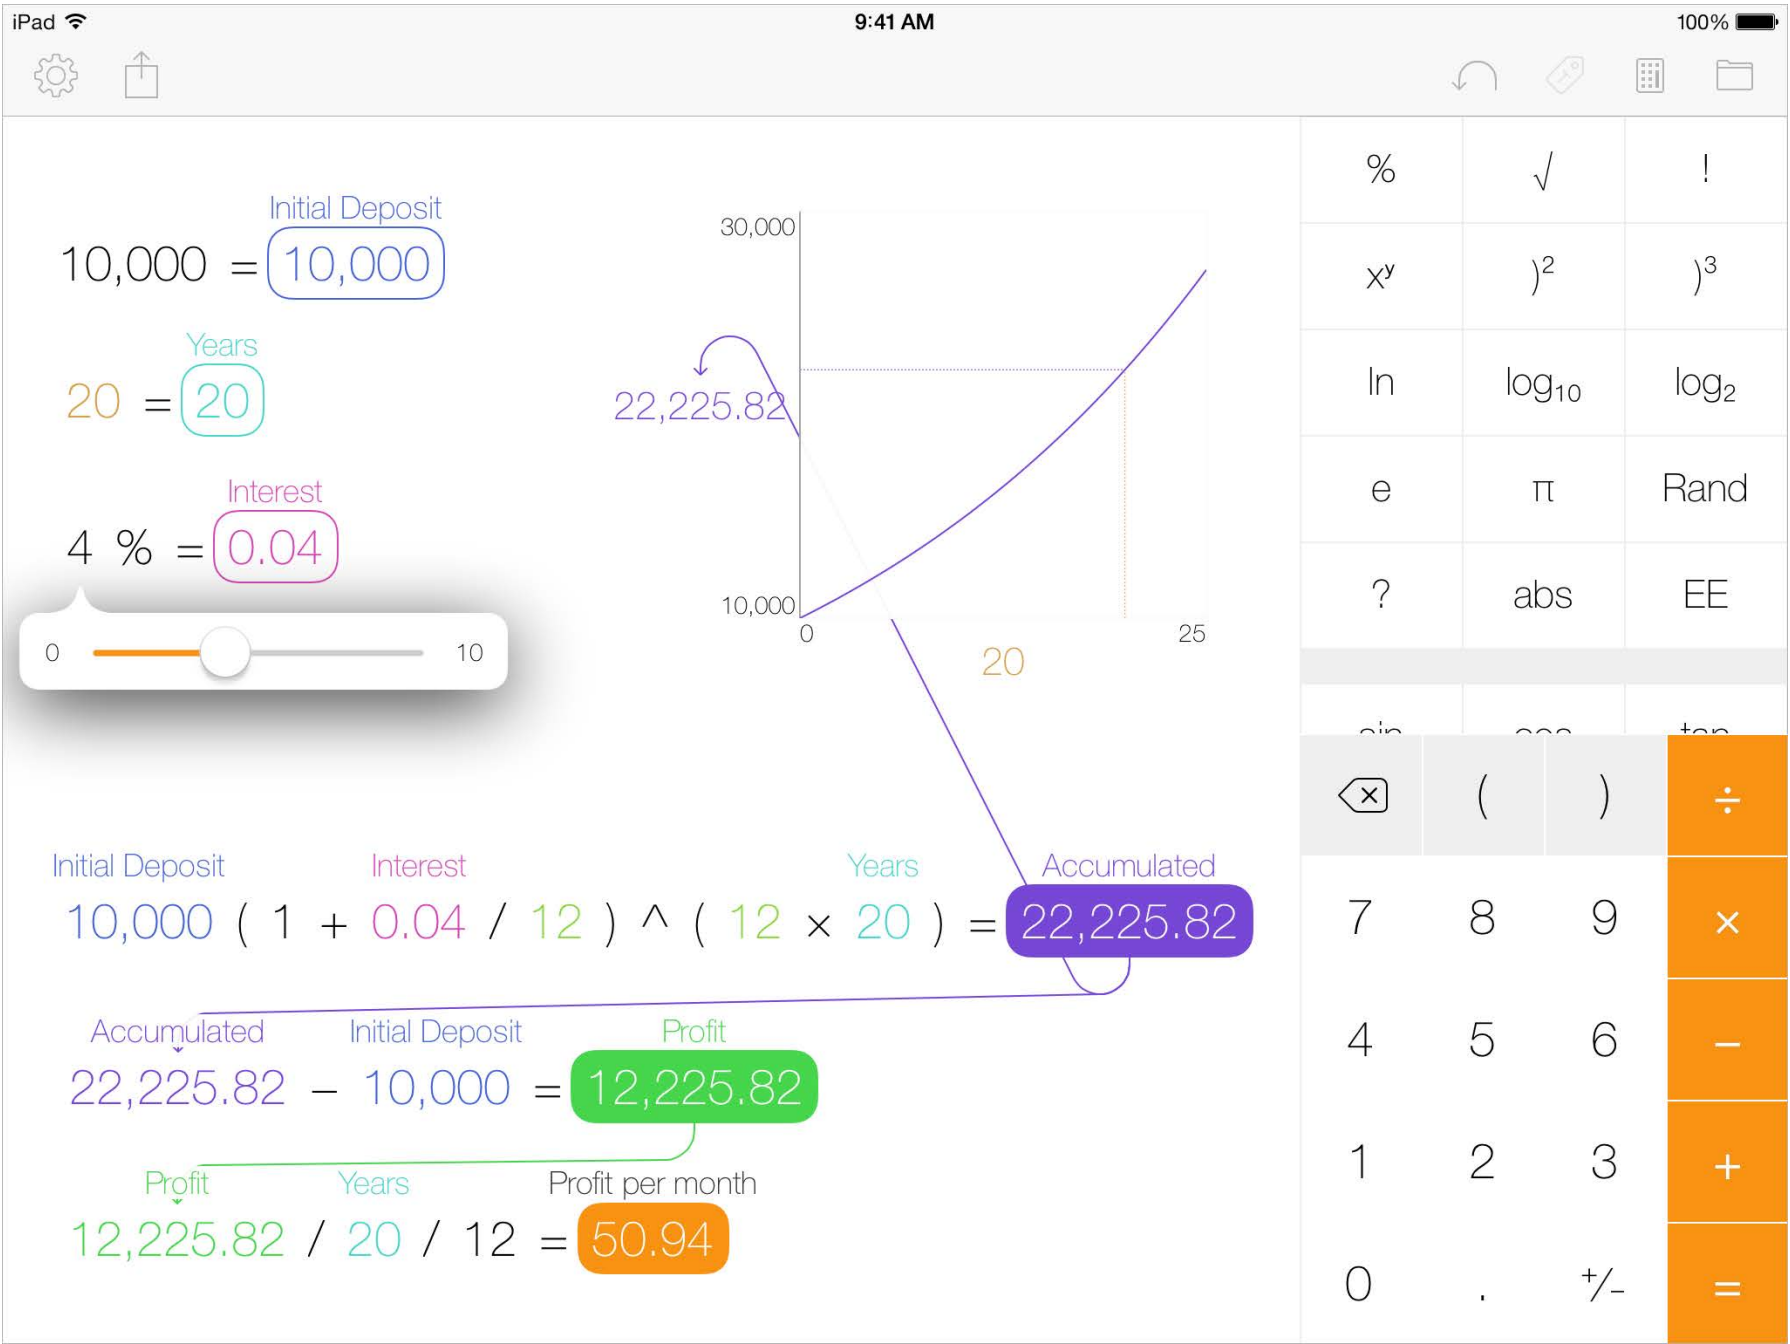 iPad 9:41 AM 100%
Initial Deposit
10,000 = 10,000
Years
20 = 20
Interest
4 % = 0.04
0 10
30,000
22,225.82
10,000
0 25
20
Initial Deposit Interest Years Accumulated
10,000 ( 1 + 0.04 / 12 ) ^ ( 12 × 20 ) = 22,225.82
Accumulated Initial Deposit Profit
22,225.82 − 10,000 = 12,225.82
Profit Years Profit per month
12,225.82 / 20 / 12 = 50.94
% √ !
xʸ )² )³
ln log₁₀ log₂
e π Rand
? abs EE
sin cos tan
( ) ÷
7 8 9 ×
4 5 6 −
1 2 3 +
0 . +/− =